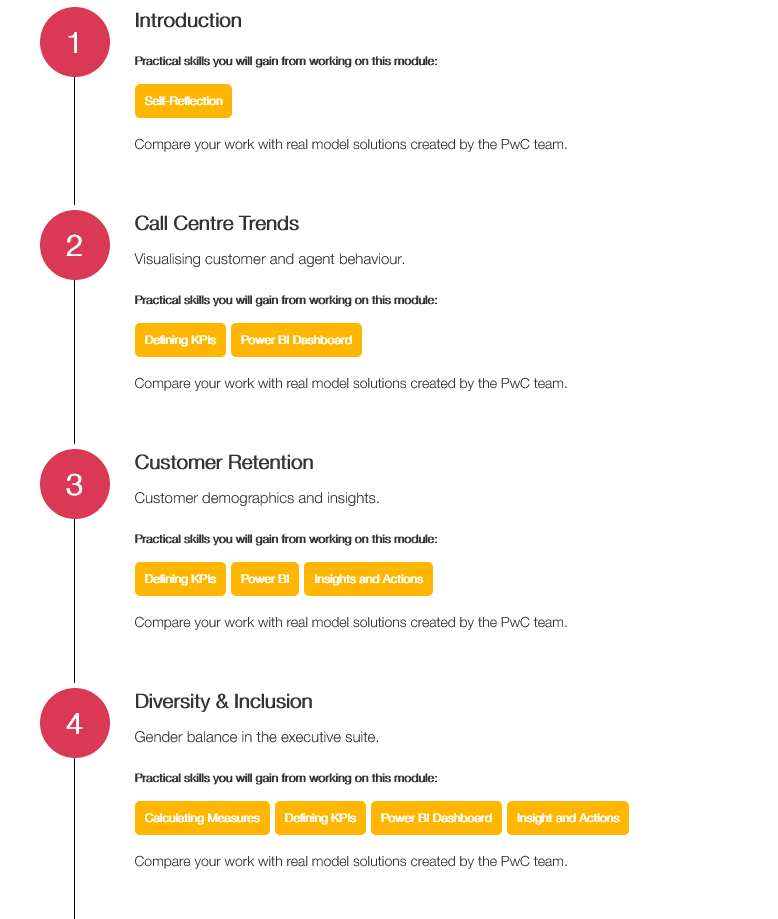 1
Introduction
Practical skills you will gain from working on this module:
Self-Reflection
Compare your work with real model solutions created by the PwC team.
2
Call Centre Trends
Visualising customer and agent behaviour.
Practical skills you will gain from working on this module:
Defining KPIs Power BI Dashboard
Compare your work with real model solutions created by the PwC team.
3
Customer Retention
Customer demographics and insights.
Practical skills you will gain from working on this module:
Defining KPIs Power BI Insights and Actions
Compare your work with real model solutions created by the PwC team.
4
Diversity & Inclusion
Gender balance in the executive suite.
Practical skills you will gain from working on this module:
Calculating Measures Defining KPIs Power BI Dashboard Insight and Actions
Compare your work with real model solutions created by the PwC team.